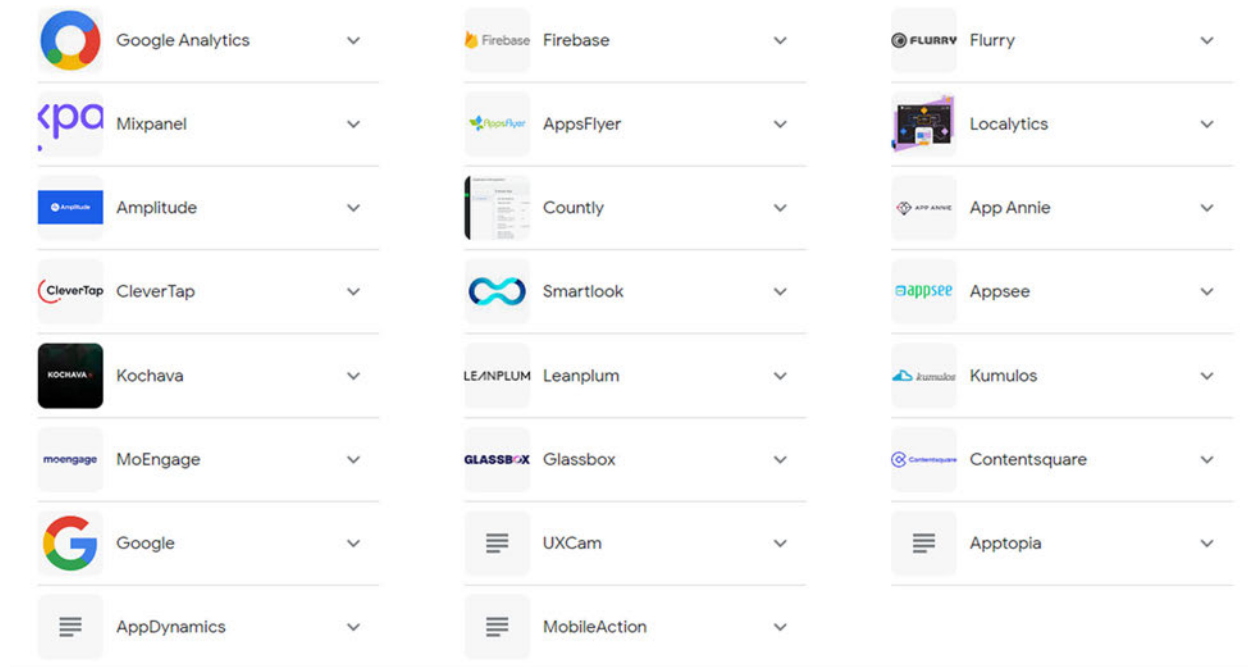 Google Analytics
Firebase Firebase
FLURRY Flurry
xpa Mixpanel
AppsFlyer AppsFlyer
Localytics
Amplitude Amplitude
Countly
APP ANNIE App Annie
CleverTap CleverTap
Smartlook
appsee Appsee
KOCHAVA Kochava
LEANPLUM Leanplum
kumulos Kumulos
moengage MoEngage
GLASSBOX Glassbox
Contentsquare Contentsquare
Google
UXCam
Apptopia
AppDynamics
MobileAction